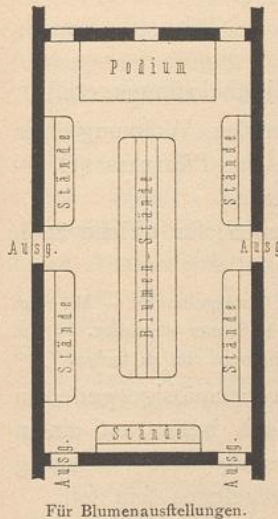 Podium
Stände
Stände
Blumen-Stände
Ausg.
Ausg.
Stände
Stände
Stände
Ausg.
Ausg.
Für Blumenausſtellungen.